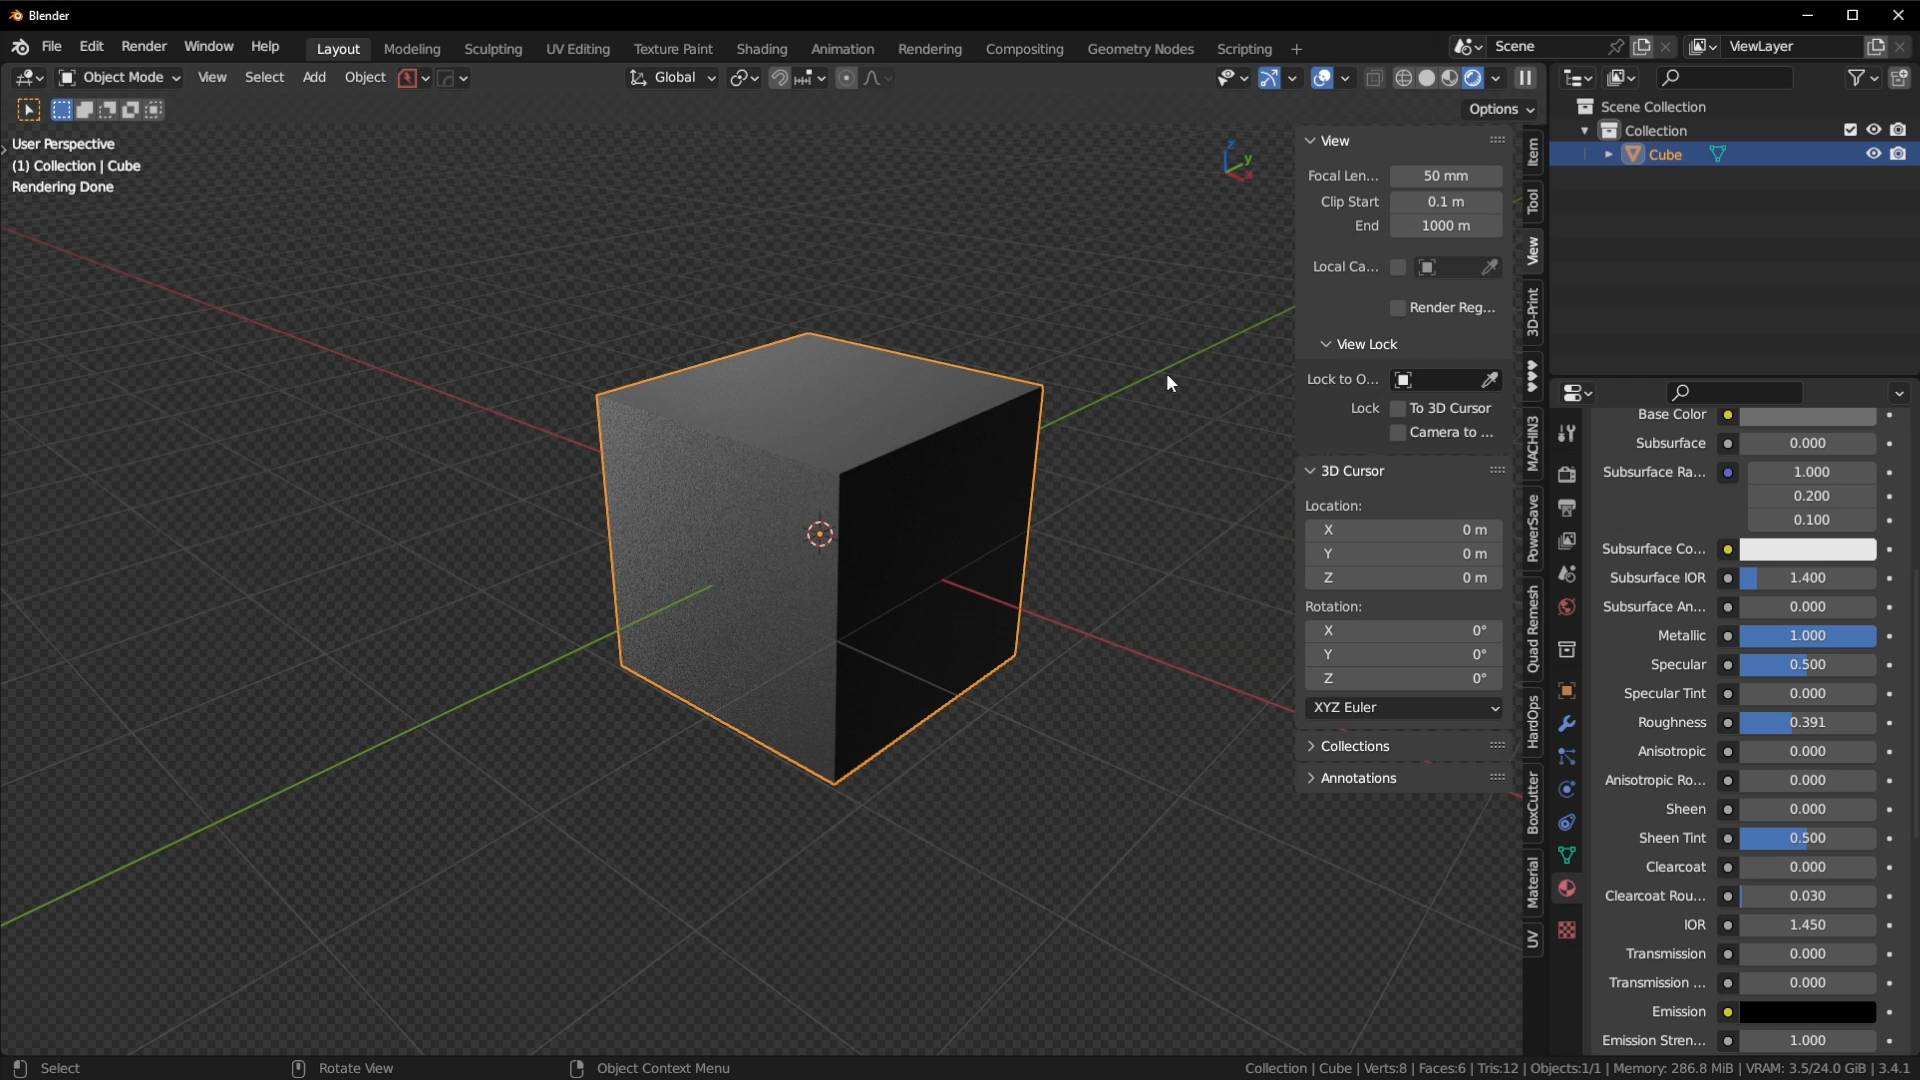 Blender
File Edit Render Window Help
Layout Modeling Sculpting UV Editing Texture Paint Shading Animation Rendering Compositing Geometry Nodes Scripting +
Scene
ViewLayer
Object Mode View Select Add Object
Global
Options
User Perspective
(1) Collection | Cube
Rendering Done
Z
Y
X
View
Focal Len... 50 mm
Clip Start 0.1 m
End 1000 m
Local Ca...
Render Reg...
View Lock
Lock to O...
Lock To 3D Cursor
Camera to ...
3D Cursor
Location:
X 0 m
Y 0 m
Z 0 m
Rotation:
X 0°
Y 0°
Z 0°
XYZ Euler
Collections
Annotations
Item
Tool
View
3D-Print
♥♥♥
MACHIN3
PowerSave
Quad Remesh
HardOps
BoxCutter
Material
UV
Scene Collection
Collection
Cube
Base Color
Subsurface 0.000
Subsurface Ra... 1.000
0.200
0.100
Subsurface Co...
Subsurface IOR 1.400
Subsurface An... 0.000
Metallic 1.000
Specular 0.500
Specular Tint 0.000
Roughness 0.391
Anisotropic 0.000
Anisotropic Ro... 0.000
Sheen 0.000
Sheen Tint 0.500
Clearcoat 0.000
Clearcoat Rou... 0.030
IOR 1.450
Transmission 0.000
Transmission ... 0.000
Emission
Emission Stren... 1.000
Select
Rotate View
Object Context Menu
Collection | Cube | Verts:8 | Faces:6 | Tris:12 | Objects:1/1 | Memory: 286.8 MiB | VRAM: 3.5/24.0 GiB | 3.4.1